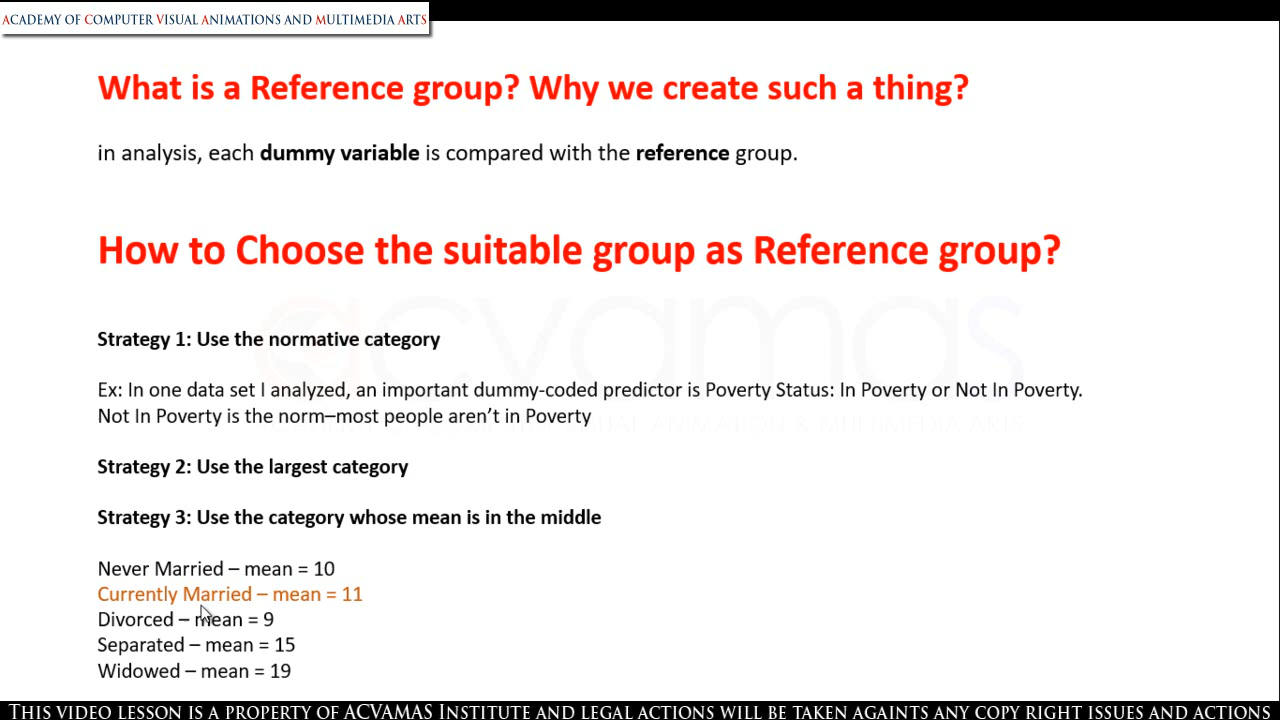 ACADEMY OF COMPUTER VISUAL ANIMATIONS AND MULTIMEDIA ARTS
What is a Reference group? Why we create such a thing?
in analysis, each dummy variable is compared with the reference group.
How to Choose the suitable group as Reference group?
acvamas
Strategy 1: Use the normative category
Ex: In one data set I analyzed, an important dummy-coded predictor is Poverty Status: In Poverty or Not In Poverty.
Not In Poverty is the norm–most people aren’t in Poverty
VISUAL ANIMATION & MULTIMEDIA ARTS
Strategy 2: Use the largest category
Strategy 3: Use the category whose mean is in the middle
Never Married – mean = 10
Currently Married – mean = 11
Divorced – mean = 9
Separated – mean = 15
Widowed – mean = 19
THIS VIDEO LESSON IS A PROPERTY OF ACVAMAS INSTITUTE AND LEGAL ACTIONS WILL BE TAKEN AGAINTS ANY COPY RIGHT ISSUES AND ACTIONS